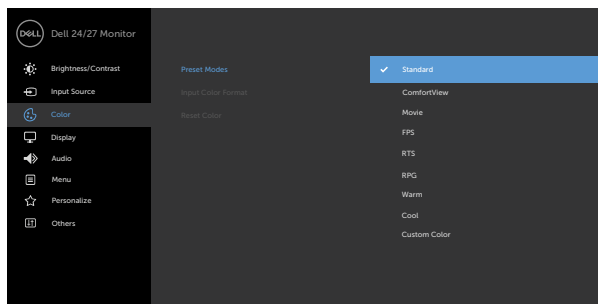 DELL Dell 24/27 Monitor
Brightness/Contrast
Input Source
Color
Display
Audio
Menu
Personalize
Others
Preset Modes
Input Color Format
Reset Color
Standard
ComfortView
Movie
FPS
RTS
RPG
Warm
Cool
Custom Color